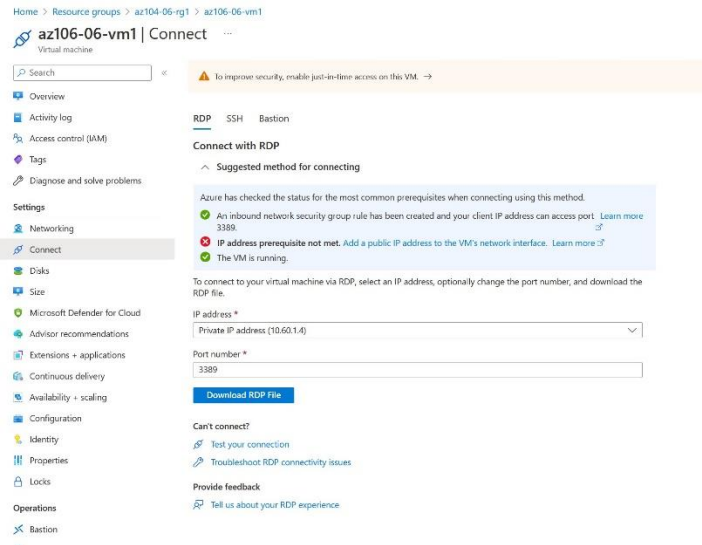 Home > Resource groups > az104-06-rg1 > az106-06-vm1
az106-06-vm1 | Connect ...
Virtual machine
Search
To improve security, enable just-in-time access on this VM. →
Overview
Activity log
Access control (IAM)
Tags
Diagnose and solve problems
Settings
Networking
Connect
Disks
Size
Microsoft Defender for Cloud
Advisor recommendations
Extensions + applications
Continuous delivery
Availability + scaling
Configuration
Identity
Properties
Locks
Operations
Bastion
RDP SSH Bastion
Connect with RDP
Suggested method for connecting
Azure has checked the status for the most common prerequisites when connecting using this method.
An inbound network security group rule has been created and your client IP address can access port Learn more
3389.
IP address prerequisite not met. Add a public IP address to the VM's network interface. Learn more
The VM is running.
To connect to your virtual machine via RDP, select an IP address, optionally change the port number, and download the
RDP file.
IP address *
Private IP address (10.60.1.4)
Port number *
3389
Download RDP File
Can't connect?
Test your connection
Troubleshoot RDP connectivity issues
Provide feedback
Tell us about your RDP experience